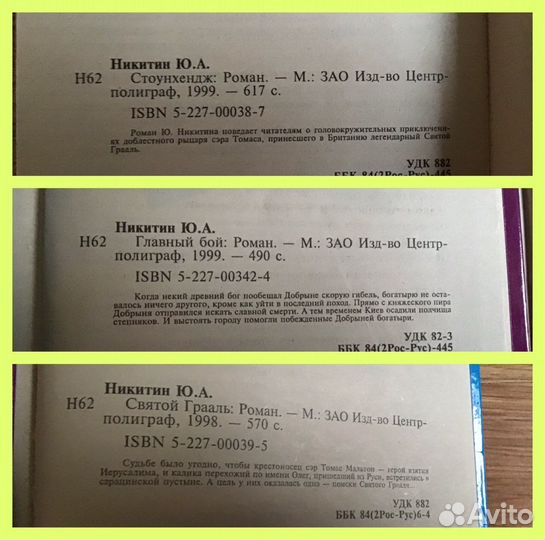 Никитин Ю.А.
Н62 Стоунхендж: Роман. — М.: ЗАО Изд-во Центр-
полиграф, 1999. — 617 с.
ISBN 5-227-00038-7
Роман Ю. Никитина поведает читателям о головокружительных приключени-
ях доблестного рыцаря сэра Томаса, принесшего в Британию легендарный Святой
Грааль.
УДК 882
ББК 84(2Рос-Рус)-445
Никитин Ю.А.
Н62 Главный бой: Роман. — М.: ЗАО Изд-во Центр-
полиграф, 1999. — 490 с.
ISBN 5-227-00342-4
Когда некий древний бог пообещал Добрыне скорую гибель, богатырю не ос-
тавалось ничего другого, кроме как уйти в последний поход. Прямо с княжеского пира
Добрыня отправился искать славной смерти. А тем временем Киев осадили полчища
степняков. И выстоять городу помогли побежденные Добрыней богатыри.
УДК 82-3
ББК 84(2Рос-Рус)-445
Никитин Ю.А.
Н62 Святой Грааль: Роман. — М.: ЗАО Изд-во Центр-
полиграф, 1998. — 570 с.
ISBN 5-227-00039-5
Судьбе было угодно, чтобы крестоносец сэр Томас Мальтон — герой взятия
Иерусалима, и калика перехожий по имени Олег, пришедший из Руси, встретились в
сарацинской пустыне. А цель у них оказалась одна — поиски Святого Грааля...
УДК 882
ББК 84(2Рос-Рус)6-4
Avito